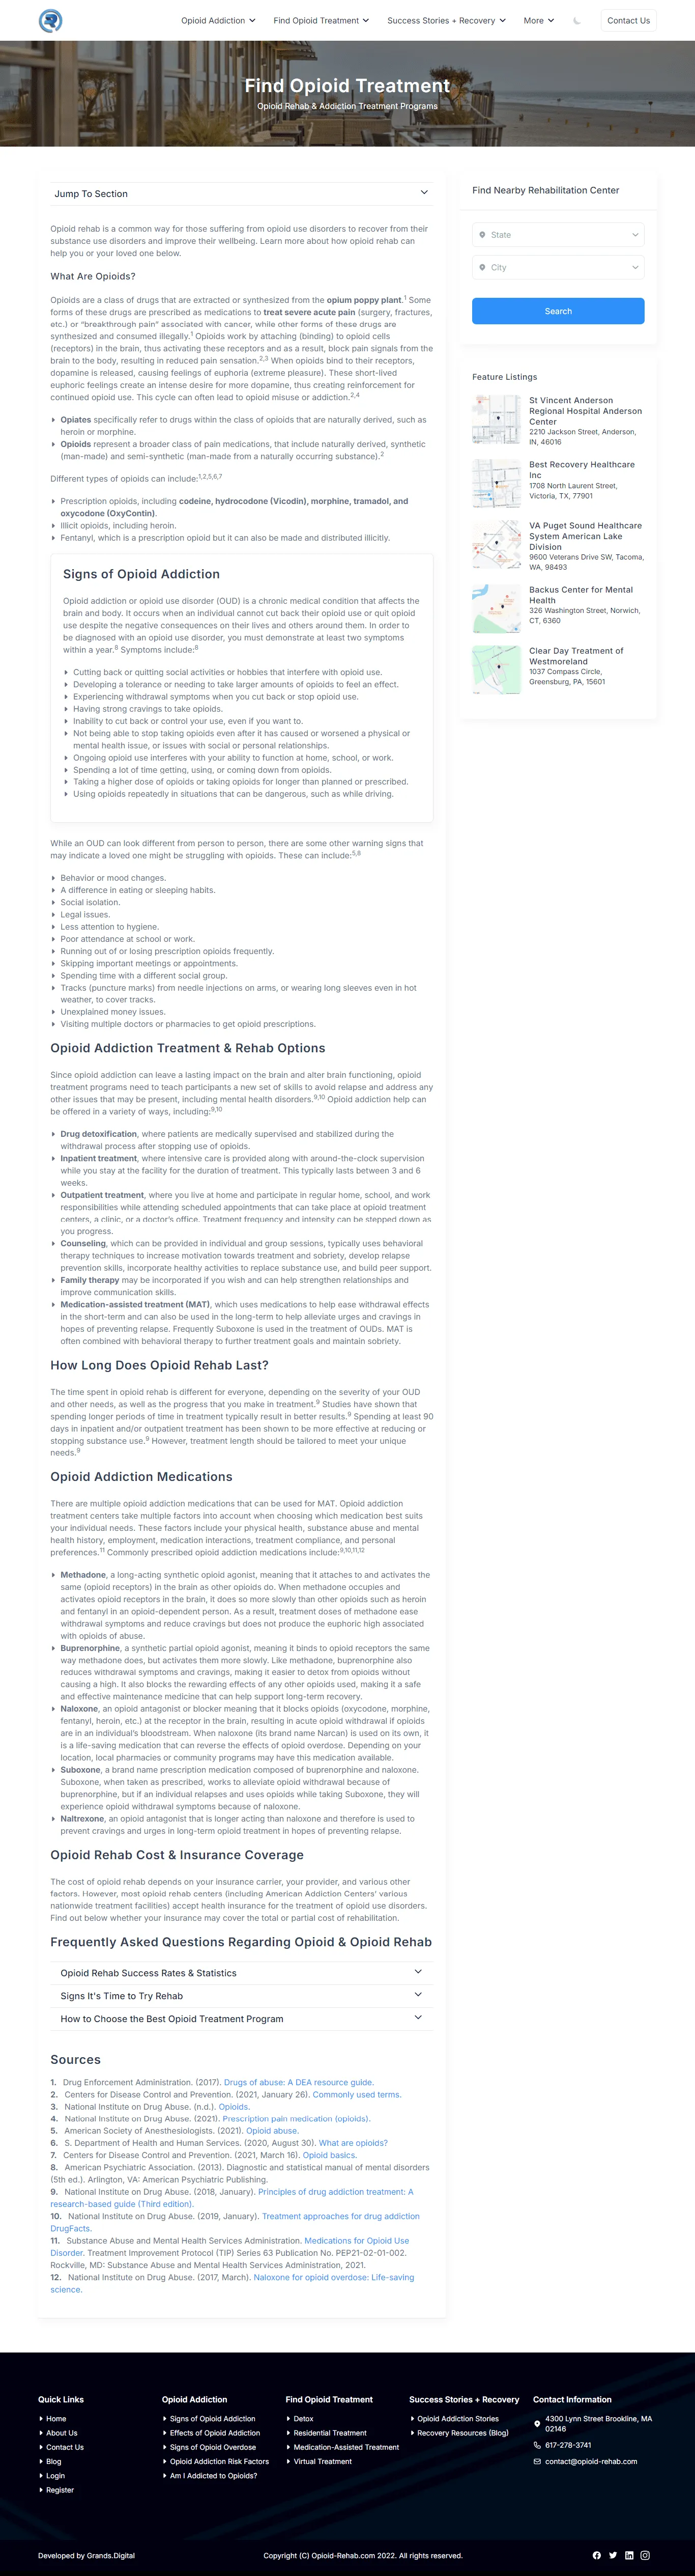 Opioid Addiction
Find Opioid Treatment
Success Stories + Recovery
More
Contact Us
Find Opioid Treatment
Opioid Rehab & Addiction Treatment Programs
Jump To Section
Opioid rehab is a common way for those suffering from opioid use disorders to recover from their
substance use disorders and improve their wellbeing. Learn more about how opioid rehab can
help you or your loved one below.
What Are Opioids?
Opioids are a class of drugs that are extracted or synthesized from the opium poppy plant.1 Some
forms of these drugs are prescribed as medications to treat severe acute pain (surgery, fractures,
etc.) or “breakthrough pain” associated with cancer, while other forms of these drugs are
synthesized and consumed illegally.1 Opioids work by attaching (binding) to opioid cells
(receptors) in the brain, thus activating these receptors and as a result, block pain signals from the
brain to the body, resulting in reduced pain sensation.2,3 When opioids bind to their receptors,
dopamine is released, causing feelings of euphoria (extreme pleasure). These short-lived
euphoric feelings create an intense desire for more dopamine, thus creating reinforcement for
continued opioid use. This cycle can often lead to opioid misuse or addiction.2,4
Opiates specifically refer to drugs within the class of opioids that are naturally derived, such as
heroin or morphine.
Opioids represent a broader class of pain medications, that include naturally derived, synthetic
(man-made) and semi-synthetic (man-made from a naturally occurring substance).2
Different types of opioids can include:1,2,5,6,7
Prescription opioids, including codeine, hydrocodone (Vicodin), morphine, tramadol, and
oxycodone (OxyContin).
Illicit opioids, including heroin.
Fentanyl, which is a prescription opioid but it can also be made and distributed illicitly.
Signs of Opioid Addiction
Opioid addiction or opioid use disorder (OUD) is a chronic medical condition that affects the
brain and body. It occurs when an individual cannot cut back their opioid use or quit opioid
use despite the negative consequences on their lives and others around them. In order to
be diagnosed with an opioid use disorder, you must demonstrate at least two symptoms
within a year.8 Symptoms include:8
Cutting back or quitting social activities or hobbies that interfere with opioid use.
Developing a tolerance or needing to take larger amounts of opioids to feel an effect.
Experiencing withdrawal symptoms when you cut back or stop opioid use.
Having strong cravings to take opioids.
Inability to cut back or control your use, even if you want to.
Not being able to stop taking opioids even after it has caused or worsened a physical or
mental health issue, or issues with social or personal relationships.
Ongoing opioid use interferes with your ability to function at home, school, or work.
Spending a lot of time getting, using, or coming down from opioids.
Taking a higher dose of opioids or taking opioids for longer than planned or prescribed.
Using opioids repeatedly in situations that can be dangerous, such as while driving.
While an OUD can look different from person to person, there are some other warning signs that
may indicate a loved one might be struggling with opioids. These can include:5,8
Behavior or mood changes.
A difference in eating or sleeping habits.
Social isolation.
Legal issues.
Less attention to hygiene.
Poor attendance at school or work.
Running out of or losing prescription opioids frequently.
Skipping important meetings or appointments.
Spending time with a different social group.
Tracks (puncture marks) from needle injections on arms, or wearing long sleeves even in hot
weather, to cover tracks.
Unexplained money issues.
Visiting multiple doctors or pharmacies to get opioid prescriptions.
Opioid Addiction Treatment & Rehab Options
Since opioid addiction can leave a lasting impact on the brain and alter brain functioning, opioid
treatment programs need to teach participants a new set of skills to avoid relapse and address any
other issues that may be present, including mental health disorders.9,10 Opioid addiction help can
be offered in a variety of ways, including:9,10
Drug detoxification, where patients are medically supervised and stabilized during the
withdrawal process after stopping use of opioids.
Inpatient treatment, where intensive care is provided along with around-the-clock supervision
while you stay at the facility for the duration of treatment. This typically lasts between 3 and 6
weeks.
Outpatient treatment, where you live at home and participate in regular home, school, and work
responsibilities while attending scheduled appointments that can take place at opioid treatment
centers, a clinic, or a doctor’s office. Treatment frequency and intensity can be stepped down as
you progress.
Counseling, which can be provided in individual and group sessions, typically uses behavioral
therapy techniques to increase motivation towards treatment and sobriety, develop relapse
prevention skills, incorporate healthy activities to replace substance use, and build peer support.
Family therapy may be incorporated if you wish and can help strengthen relationships and
improve communication skills.
Medication-assisted treatment (MAT), which uses medications to help ease withdrawal effects
in the short-term and can also be used in the long-term to help alleviate urges and cravings in
hopes of preventing relapse. Frequently Suboxone is used in the treatment of OUDs. MAT is
often combined with behavioral therapy to further treatment goals and maintain sobriety.
How Long Does Opioid Rehab Last?
The time spent in opioid rehab is different for everyone, depending on the severity of your OUD
and other needs, as well as the progress that you make in treatment.9 Studies have shown that
spending longer periods of time in treatment typically result in better results.9 Spending at least 90
days in inpatient and/or outpatient treatment has been shown to be more effective at reducing or
stopping substance use.9 However, treatment length should be tailored to meet your unique
needs.9
Opioid Addiction Medications
There are multiple opioid addiction medications that can be used for MAT. Opioid addiction
treatment centers take multiple factors into account when choosing which medication best suits
your individual needs. These factors include your physical health, substance abuse and mental
health history, employment, medication interactions, treatment compliance, and personal
preferences.11 Commonly prescribed opioid addiction medications include:9,10,11,12
Methadone, a long-acting synthetic opioid agonist, meaning that it attaches to and activates the
same (opioid receptors) in the brain as other opioids do. When methadone occupies and
activates opioid receptors in the brain, it does so more slowly than other opioids such as heroin
and fentanyl in an opioid-dependent person. As a result, treatment doses of methadone ease
withdrawal symptoms and reduce cravings but does not produce the euphoric high associated
with opioids of abuse.
Buprenorphine, a synthetic partial opioid agonist, meaning it binds to opioid receptors the same
way methadone does, but activates them more slowly. Like methadone, buprenorphine also
reduces withdrawal symptoms and cravings, making it easier to detox from opioids without
causing a high. It also blocks the rewarding effects of any other opioids used, making it a safe
and effective maintenance medicine that can help support long-term recovery.
Naloxone, an opioid antagonist or blocker meaning that it blocks opioids (oxycodone, morphine,
fentanyl, heroin, etc.) at the receptor in the brain, resulting in acute opioid withdrawal if opioids
are in an individual’s bloodstream. When naloxone (its brand name Narcan) is used on its own, it
is a life-saving medication that can reverse the effects of opioid overdose. Depending on your
location, local pharmacies or community programs may have this medication available.
Suboxone, a brand name prescription medication composed of buprenorphine and naloxone.
Suboxone, when taken as prescribed, works to alleviate opioid withdrawal because of
buprenorphine, but if an individual relapses and uses opioids while taking Suboxone, they will
experience opioid withdrawal symptoms because of naloxone.
Naltrexone, an opioid antagonist that is longer acting than naloxone and therefore is used to
prevent cravings and urges in long-term opioid treatment in hopes of preventing relapse.
Opioid Rehab Cost & Insurance Coverage
The cost of opioid rehab depends on your insurance carrier, your provider, and various other
factors. However, most opioid rehab centers (including American Addiction Centers’ various
nationwide treatment facilities) accept health insurance for the treatment of opioid use disorders.
Find out below whether your insurance may cover the total or partial cost of rehabilitation.
Frequently Asked Questions Regarding Opioid & Opioid Rehab
Opioid Rehab Success Rates & Statistics
Signs It's Time to Try Rehab
How to Choose the Best Opioid Treatment Program
Sources
1. Drug Enforcement Administration. (2017). Drugs of abuse: A DEA resource guide.
2. Centers for Disease Control and Prevention. (2021, January 26). Commonly used terms.
3. National Institute on Drug Abuse. (n.d.). Opioids.
4. National Institute on Drug Abuse. (2021). Prescription pain medication (opioids).
5. American Society of Anesthesiologists. (2021). Opioid abuse.
6. S. Department of Health and Human Services. (2020, August 30). What are opioids?
7. Centers for Disease Control and Prevention. (2021, March 16). Opioid basics.
8. American Psychiatric Association. (2013). Diagnostic and statistical manual of mental disorders
(5th ed.). Arlington, VA: American Psychiatric Publishing.
9. National Institute on Drug Abuse. (2018, January). Principles of drug addiction treatment: A
research-based guide (Third edition).
10. National Institute on Drug Abuse. (2019, January). Treatment approaches for drug addiction
DrugFacts.
11. Substance Abuse and Mental Health Services Administration. Medications for Opioid Use
Disorder. Treatment Improvement Protocol (TIP) Series 63 Publication No. PEP21-02-01-002.
Rockville, MD: Substance Abuse and Mental Health Services Administration, 2021.
12. National Institute on Drug Abuse. (2017, March). Naloxone for opioid overdose: Life-saving
science.
Find Nearby Rehabilitation Center
State
City
Search
Feature Listings
St Vincent Anderson
Regional Hospital Anderson
Center
2210 Jackson Street, Anderson,
IN, 46016
Best Recovery Healthcare
Inc
1708 North Laurent Street,
Victoria, TX, 77901
VA Puget Sound Healthcare
System American Lake
Division
9600 Veterans Drive SW, Tacoma,
WA, 98493
Backus Center for Mental
Health
326 Washington Street, Norwich,
CT, 6360
Clear Day Treatment of
Westmoreland
1037 Compass Circle,
Greensburg, PA, 15601
Quick Links
Home
About Us
Contact Us
Blog
Login
Register
Opioid Addiction
Signs of Opioid Addiction
Effects of Opioid Addiction
Signs of Opioid Overdose
Opioid Addiction Risk Factors
Am I Addicted to Opioids?
Find Opioid Treatment
Detox
Residential Treatment
Medication-Assisted Treatment
Virtual Treatment
Success Stories + Recovery
Opioid Addiction Stories
Recovery Resources (Blog)
Contact Information
4300 Lynn Street Brookline, MA
02146
617-278-3741
contact@opioid-rehab.com
Developed by Grands.Digital
Copyright (C) Opioid-Rehab.com 2022. All rights reserved.